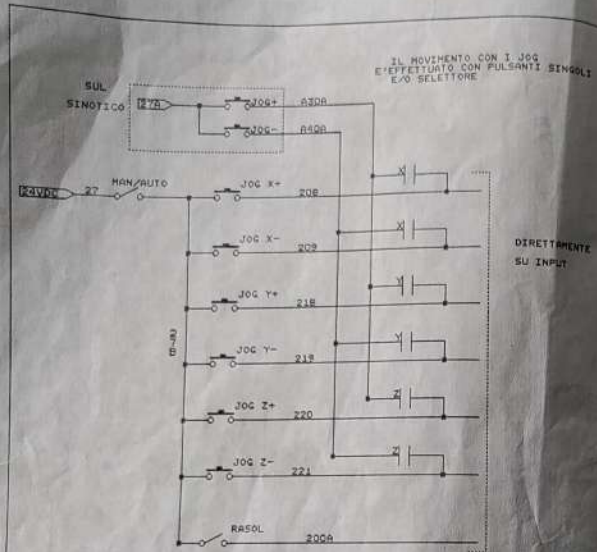 IL MOVIMENTO CON I JOG
E'EFFETTUATO CON PULSANTI SINGOLI
E/O SELETTORE
SUL
SINOTICO
27A
JOG+
A30A
JOG-
A40A
24VDC
27
MAN/AUTO
JOG X+
208
X
JOG X-
209
X
DIRETTAMENTE
SU INPUT
JOG Y+
218
Y
JOG Y-
219
Y
JOG Z+
220
Z
JOG Z-
221
Z
RASOL
200A